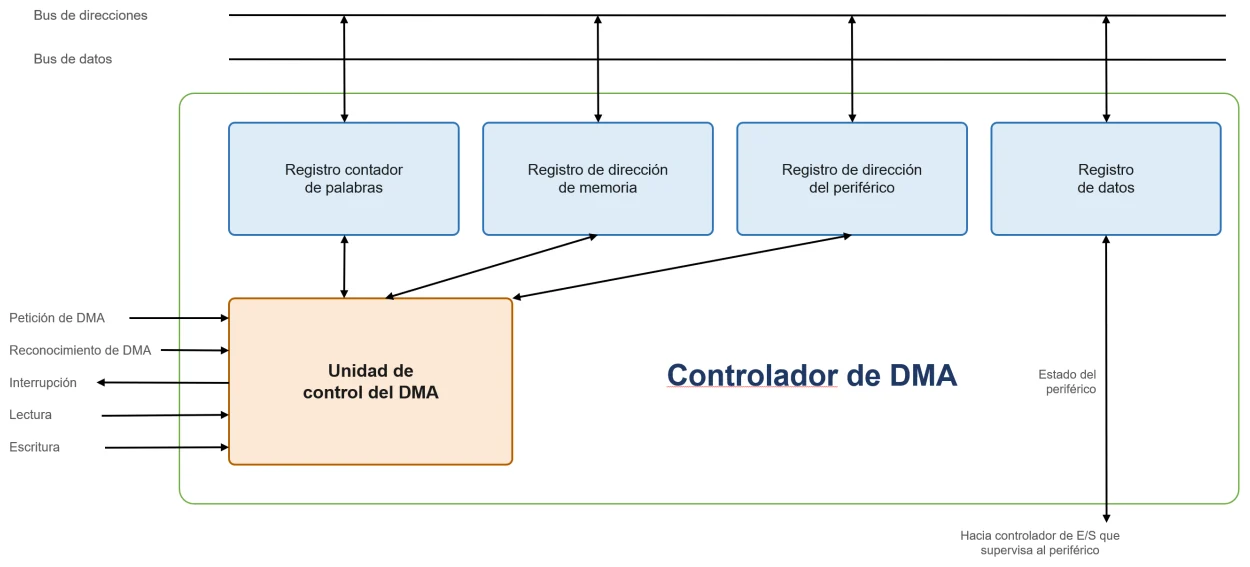 Bus de direcciones
Bus de datos
Registro contador
de palabras
Registro de dirección
de memoria
Registro de dirección
del periférico
Registro
de datos
Petición de DMA
Reconocimiento de DMA
Interrupción
Lectura
Escritura
Unidad de
control del DMA
Controlador de DMA
Estado del
periférico
Hacia controlador de E/S que
supervisa al periférico